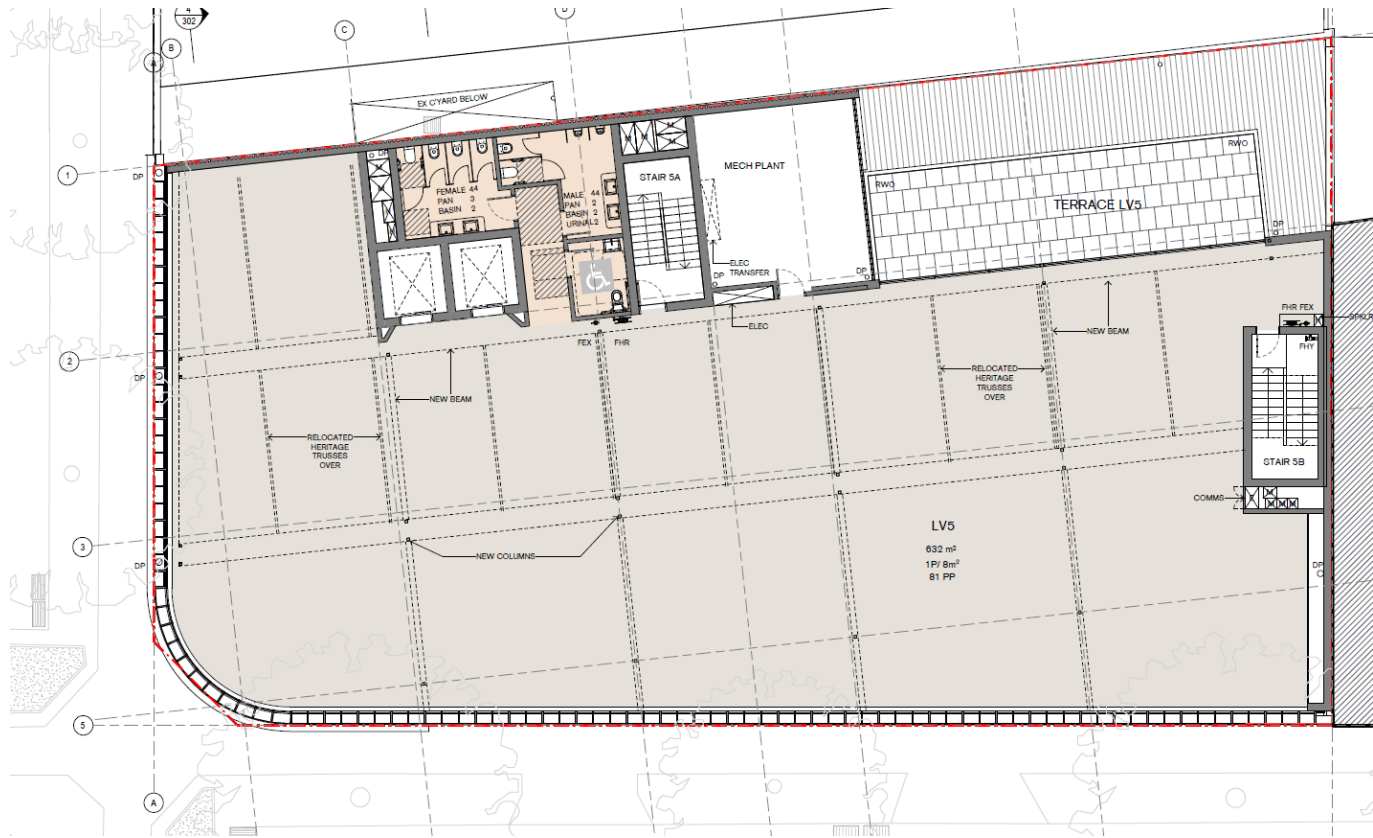 4
302
B
A
C
D
EX C'YARD BELOW
1
DP
DP
M
M
M
M
M
M
FEMALE 44
PAN 3
BASIN 2
MALE 44
PAN 2
BASIN 2
URINAL 2
STAIR 5A
MECH PLANT
RWO
RWO
TERRACE LV5
DP
ELEC
TRANSFER
DP
DP
ELEC
FEX
FHR
NEW BEAM
FHR FEX
M
SPKLR
FHY
2
DP
NEW BEAM
RELOCATED
HERITAGE
TRUSSES
OVER
RELOCATED
HERITAGE
TRUSSES
OVER
STAIR 5B
COMMS
M
M M M
3
DP
NEW COLUMNS
LV5
632 m²
1P/ 8m²
81 PP
DP
5
A